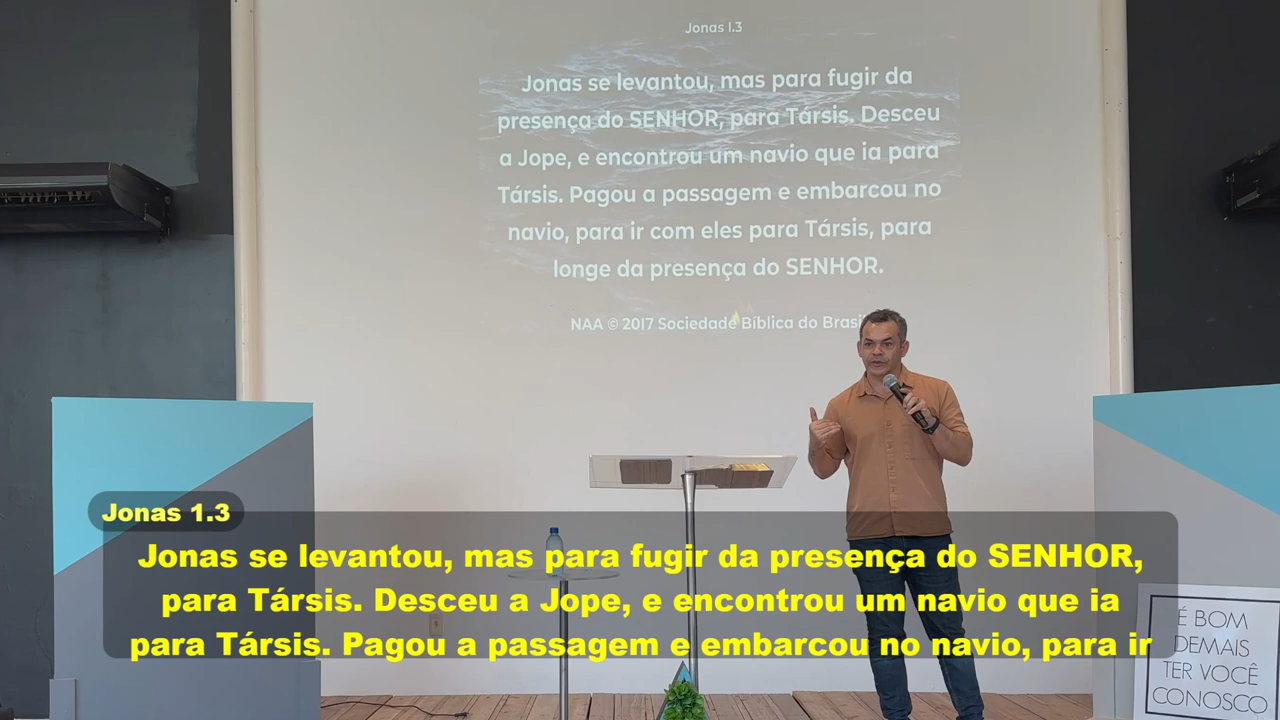 Jonas 1.3
Jonas se levantou, mas para fugir da
presença do SENHOR, para Társis. Desceu
a Jope, e encontrou um navio que ia para
Társis. Pagou a passagem e embarcou no
navio, para ir com eles para Társis, para
longe da presença do SENHOR.
NAA © 2017 Sociedade Bíblica do Brasi
Jonas 1.3
Jonas se levantou, mas para fugir da presença do SENHOR,
para Társis. Desceu a Jope, e encontrou um navio que ia
para Társis. Pagou a passagem e embarcou no navio, para ir
É BOM
DEMAIS
TER VOCÊ
CONOSCO